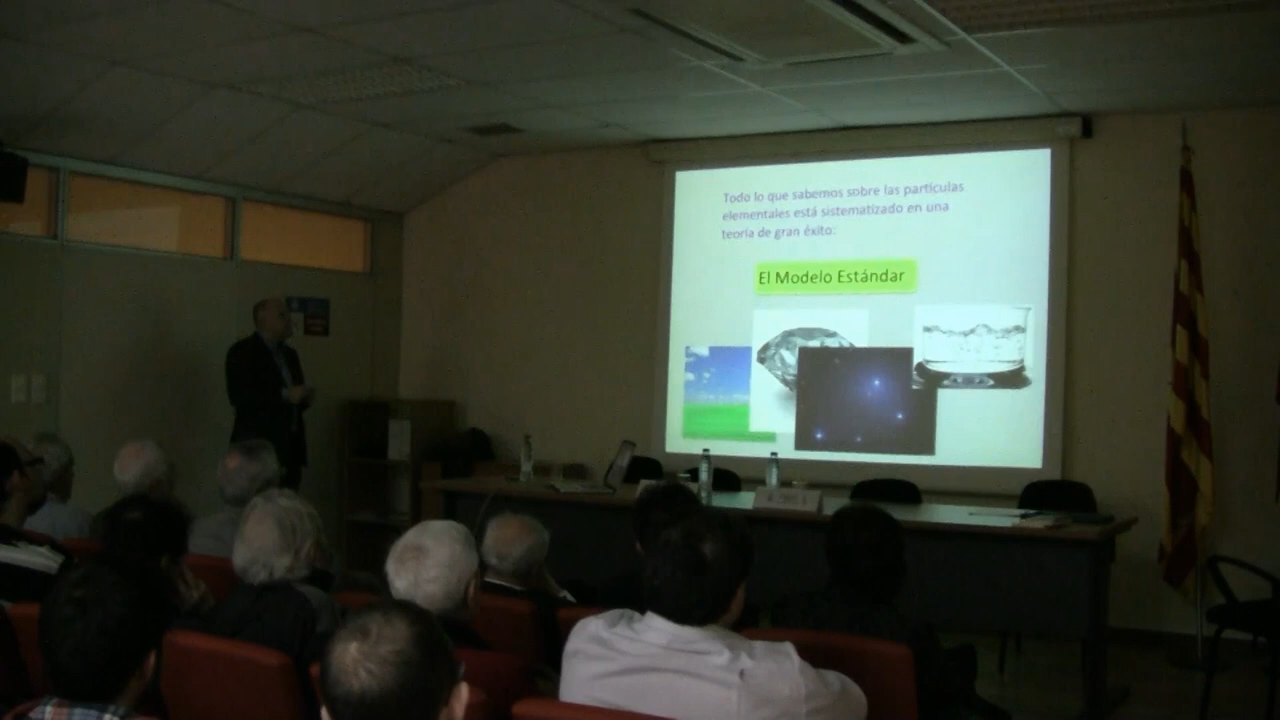 Todo lo que sabemos sobre las partículas
elementales está sistematizado en una
teoría de gran éxito:
El Modelo Estándar